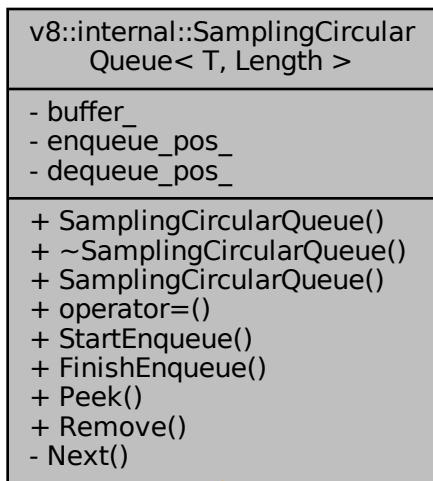 v8::internal::SamplingCircular
Queue< T, Length >
- buffer_
- enqueue_pos_
- dequeue_pos_
+ SamplingCircularQueue()
+ ~SamplingCircularQueue()
+ SamplingCircularQueue()
+ operator=()
+ StartEnqueue()
+ FinishEnqueue()
+ Peek()
+ Remove()
- Next()